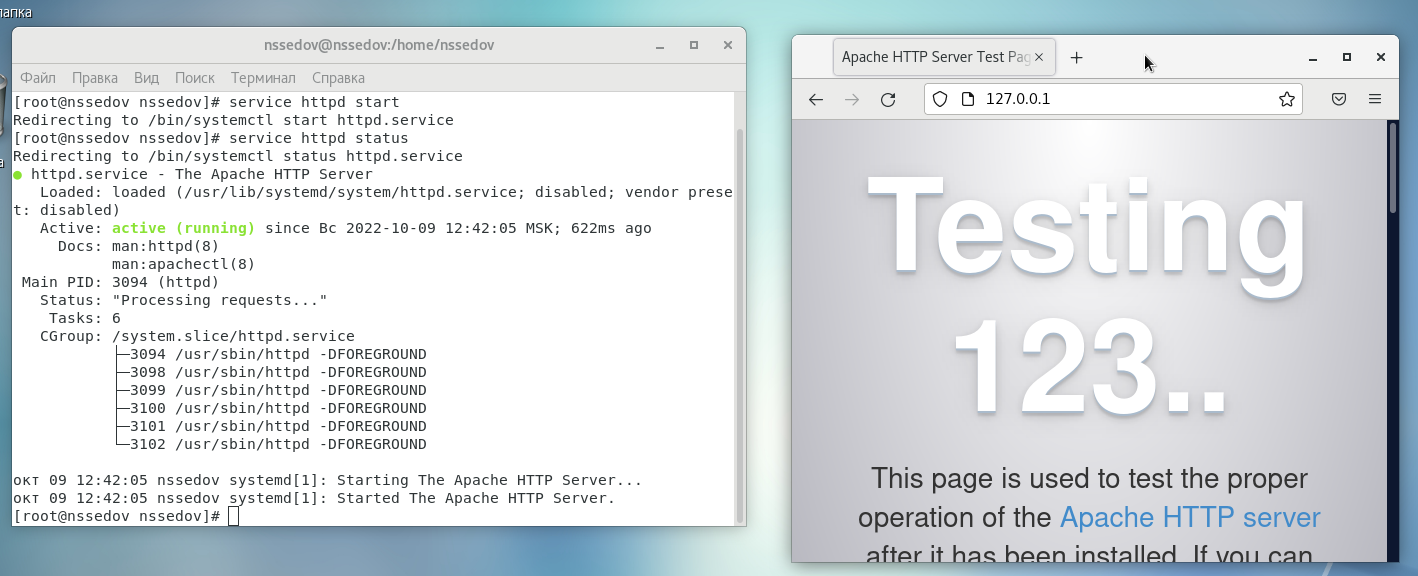 папка
nssedov@nssedov:/home/nssedov
Файл Правка Вид Поиск Терминал Справка
[root@nssedov nssedov]# service httpd start
Redirecting to /bin/systemctl start httpd.service
[root@nssedov nssedov]# service httpd status
Redirecting to /bin/systemctl status httpd.service
● httpd.service - The Apache HTTP Server
   Loaded: loaded (/usr/lib/systemd/system/httpd.service; disabled; vendor prese
t: disabled)
   Active: active (running) since Вс 2022-10-09 12:42:05 MSK; 622ms ago
     Docs: man:httpd(8)
           man:apachectl(8)
 Main PID: 3094 (httpd)
   Status: "Processing requests..."
    Tasks: 6
   CGroup: /system.slice/httpd.service
           ├─3094 /usr/sbin/httpd -DFOREGROUND
           ├─3098 /usr/sbin/httpd -DFOREGROUND
           ├─3099 /usr/sbin/httpd -DFOREGROUND
           ├─3100 /usr/sbin/httpd -DFOREGROUND
           ├─3101 /usr/sbin/httpd -DFOREGROUND
           └─3102 /usr/sbin/httpd -DFOREGROUND
окт 09 12:42:05 nssedov systemd[1]: Starting The Apache HTTP Server...
окт 09 12:42:05 nssedov systemd[1]: Started The Apache HTTP Server.
[root@nssedov nssedov]#
Apache HTTP Server Test Pag
127.0.0.1
Testing
123..
This page is used to test the proper
operation of the Apache HTTP server
after it has been installed. If you can